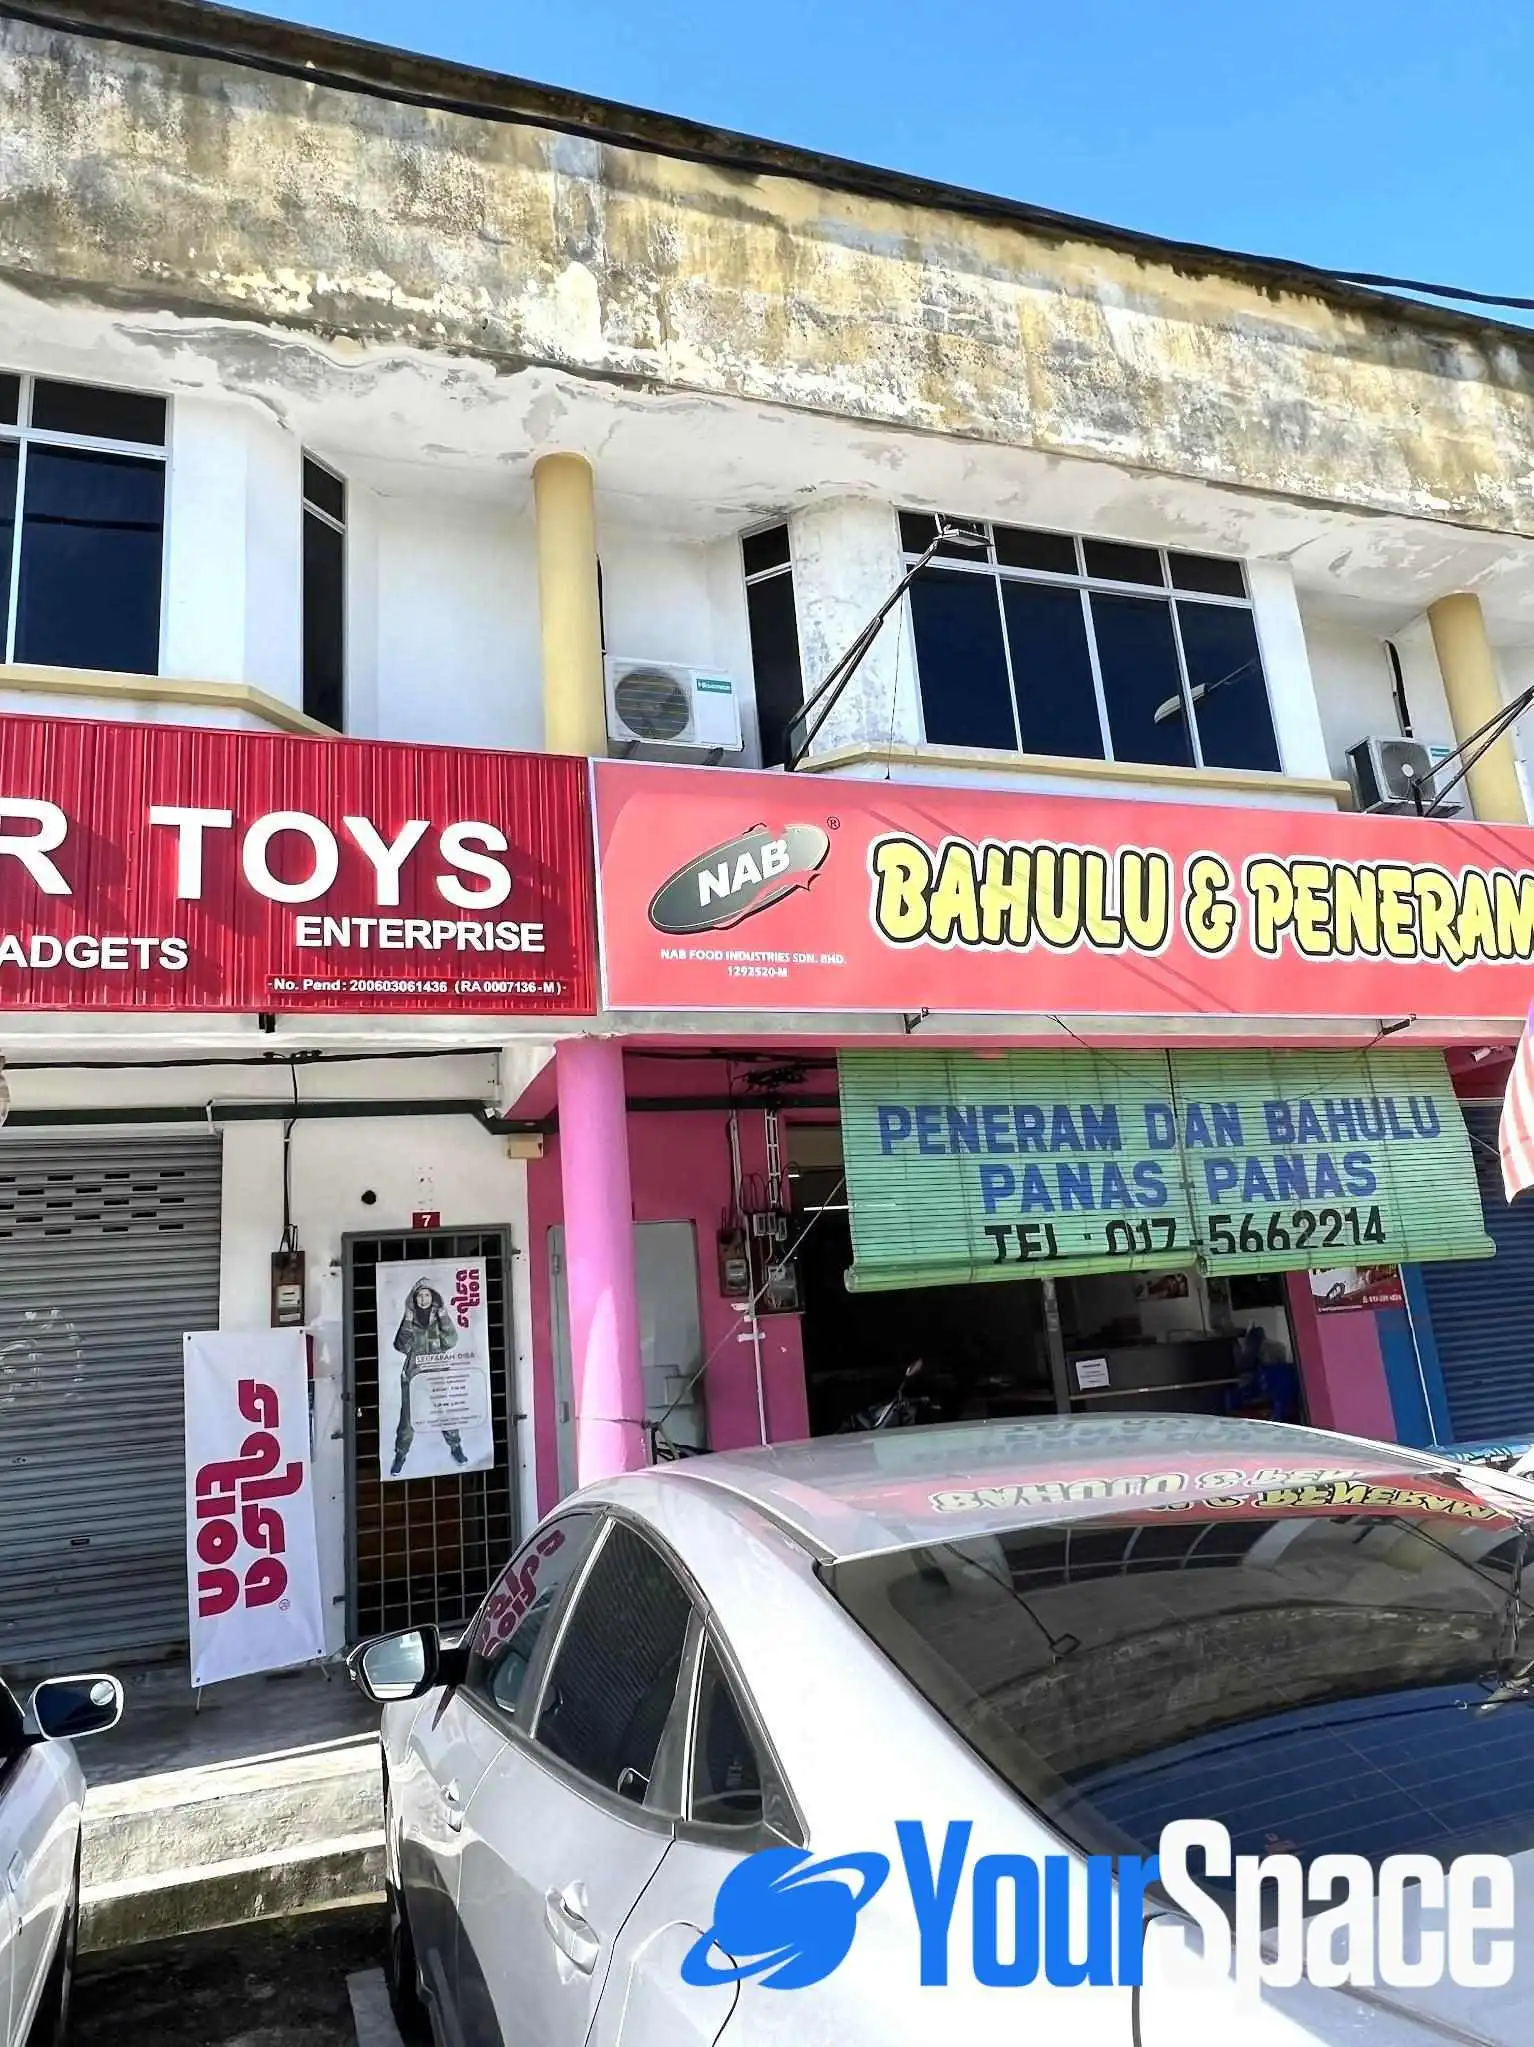 R TOYS
ADGETS
ENTERPRISE
No. Pend: 200603061436 (RA 0007136-M)
NAB
®
NAB FOOD INDUSTRIES SDN. BHD.
1292520-M
BAHULU & PENERAM
PENERAM DAN BAHULU
PANAS PANAS
TEL : 017-5662214
7
YourSpace